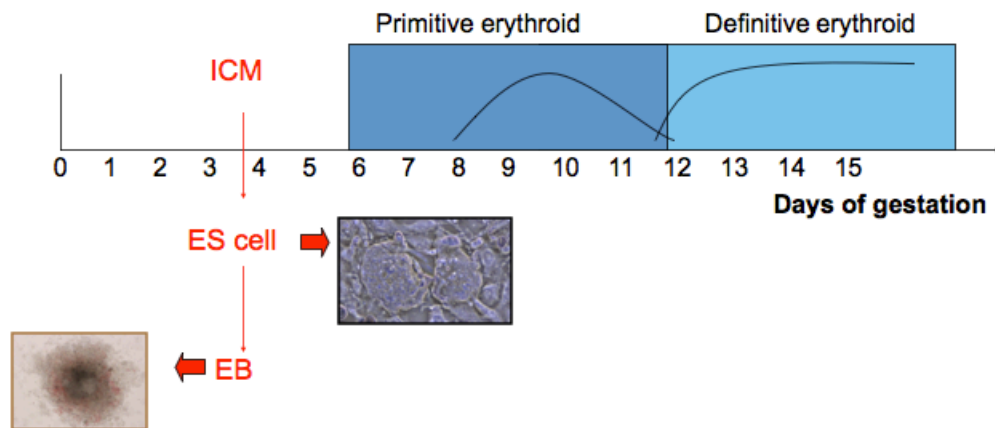 Primitive erythroid Definitive erythroid
ICM
0 1 2 3 4 5 6 7 8 9 10 11 12 13 14 15
Days of gestation
ES cell
EB